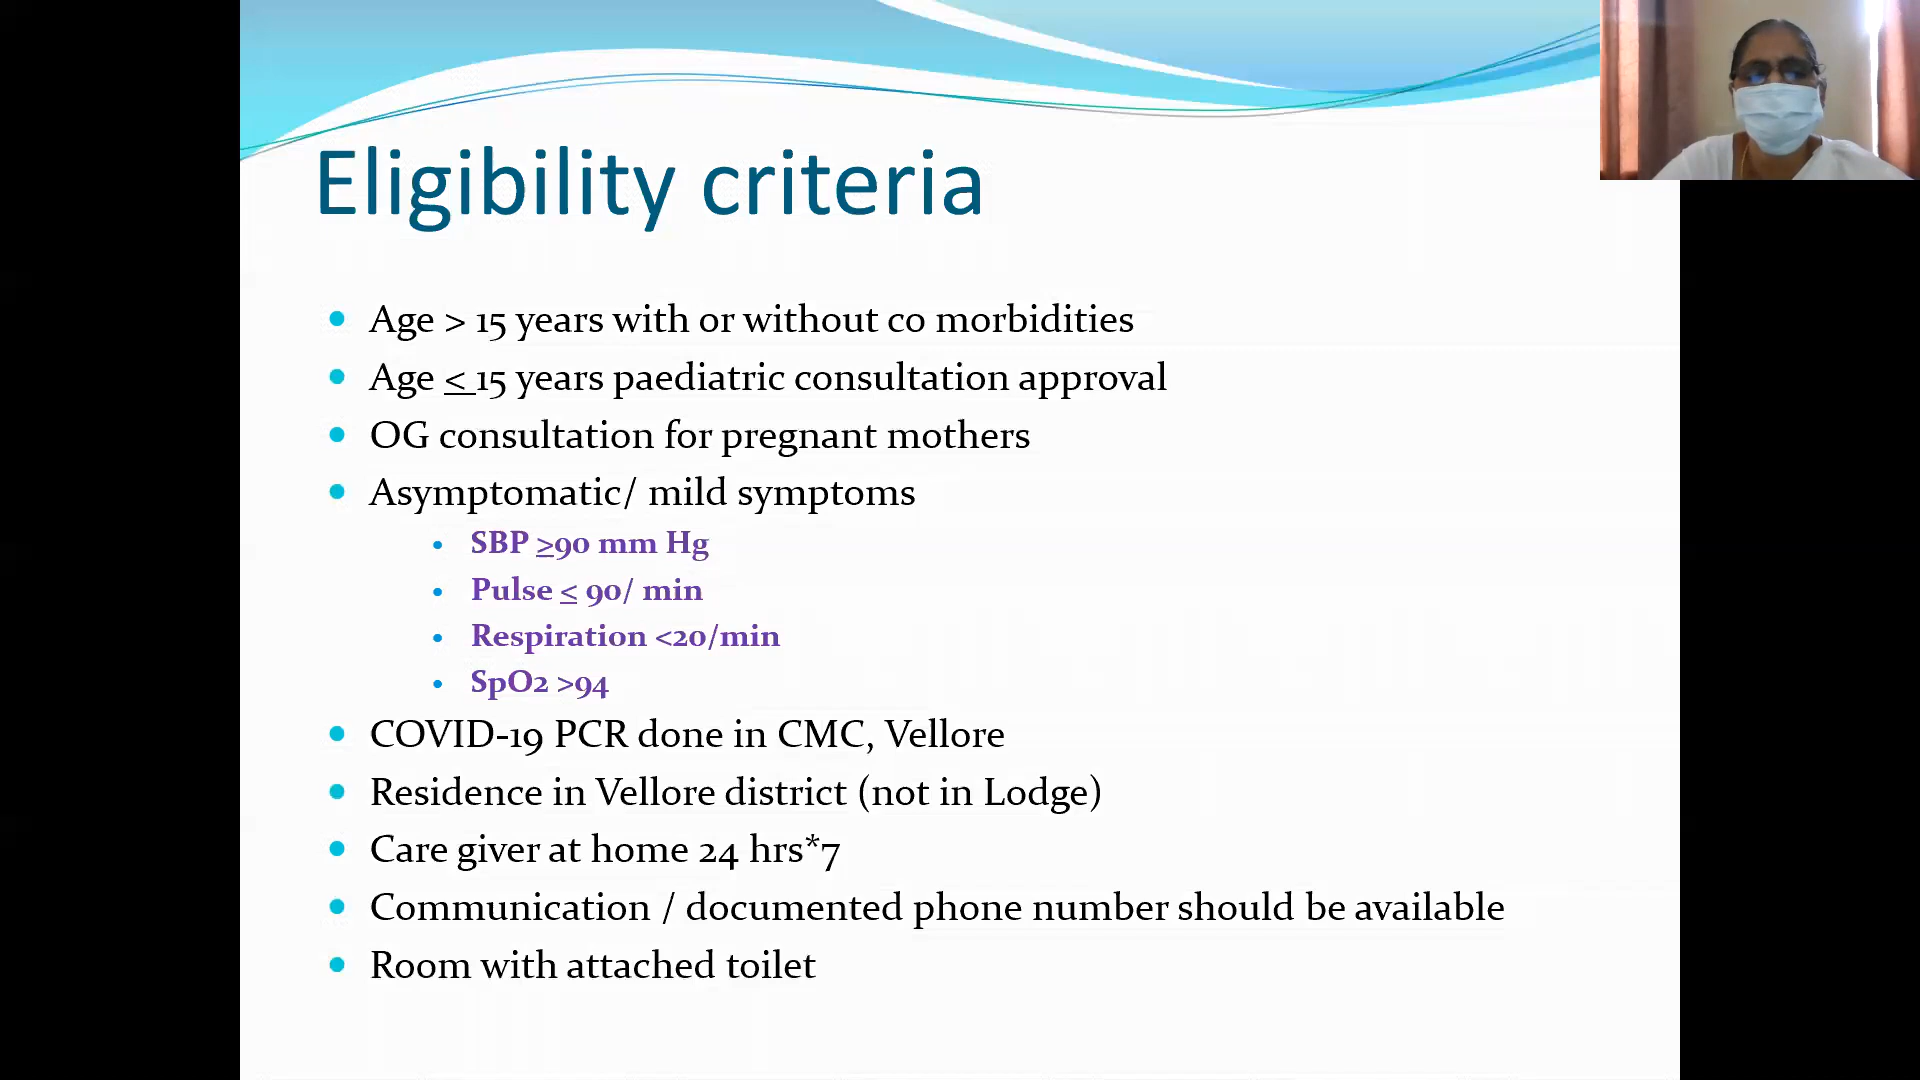 Eligibility criteria
Age > 15 years with or without co morbidities
Age ≤ 15 years paediatric consultation approval
OG consultation for pregnant mothers
Asymptomatic/ mild symptoms
SBP ≥90 mm Hg
Pulse ≤ 90/ min
Respiration <20/min
SpO2 >94
COVID-19 PCR done in CMC, Vellore
Residence in Vellore district (not in Lodge)
Care giver at home 24 hrs*7
Communication / documented phone number should be available
Room with attached toilet